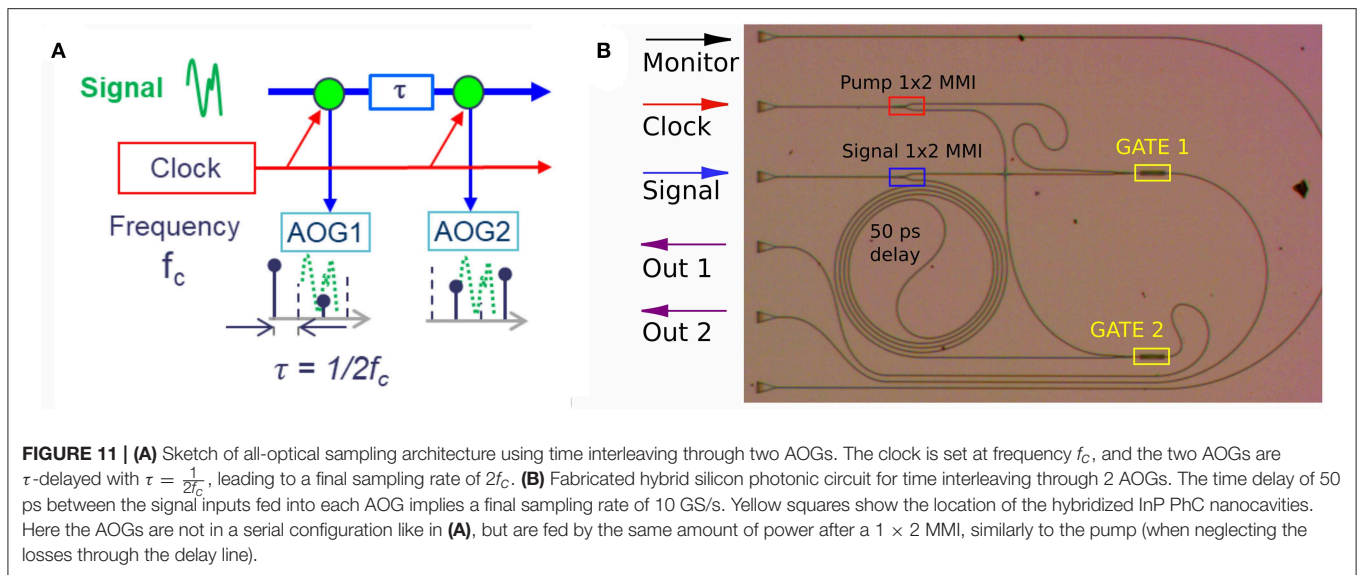 A
Signal
τ
Clock
Frequency
f_c
AOG1
AOG2
τ = 1/2f_c
B
Monitor
Clock
Signal
Out 1
Out 2
Pump 1x2 MMI
Signal 1x2 MMI
50 ps
delay
GATE 1
GATE 2
FIGURE 11 | (A) Sketch of all-optical sampling architecture using time interleaving through two AOGs. The clock is set at frequency f_C, and the two AOGs are
τ-delayed with τ = 1/2f_c, leading to a final sampling rate of 2f_c. (B) Fabricated hybrid silicon photonic circuit for time interleaving through 2 AOGs. The time delay of 50
ps between the signal inputs fed into each AOG implies a final sampling rate of 10 GS/s. Yellow squares show the location of the hybridized InP PhC nanocavities.
Here the AOGs are not in a serial configuration like in (A), but are fed by the same amount of power after a 1 × 2 MMI, similarly to the pump (when neglecting the
losses through the delay line).